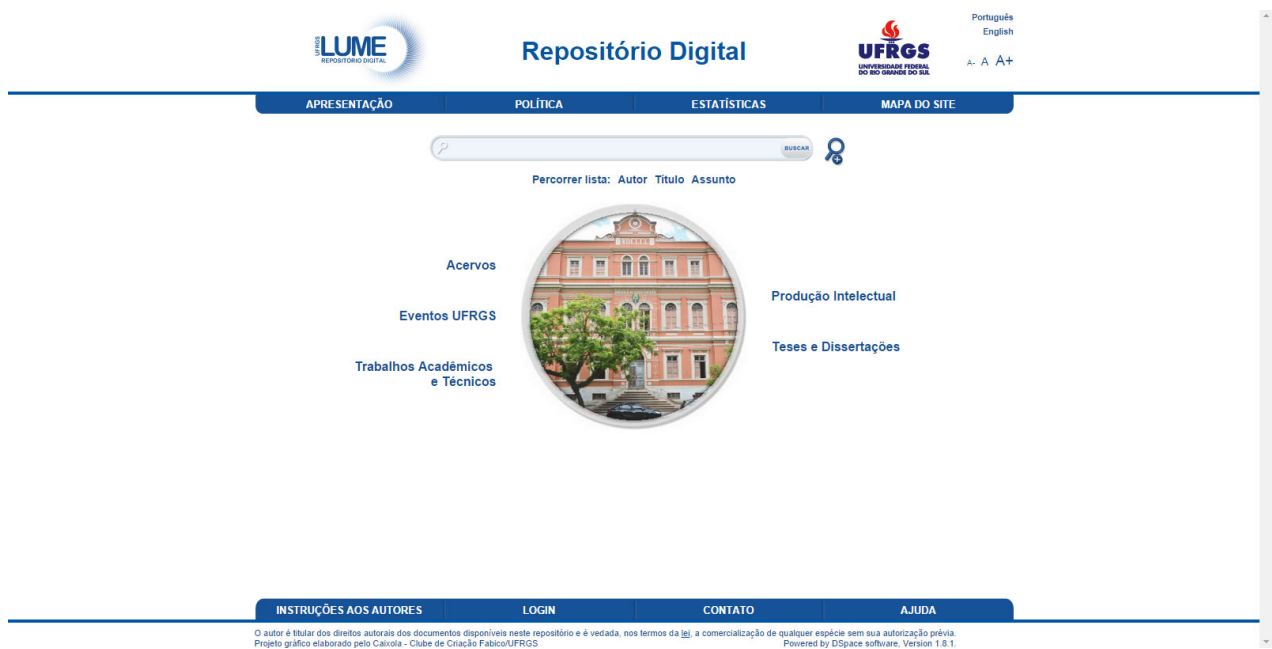 UFRGS
LUME
REPOSITÓRIO DIGITAL
Repositório Digital
UFRGS
UNIVERSIDADE FEDERAL
DO RIO GRANDE DO SUL
Português
English
A- A A+
APRESENTAÇÃO POLÍTICA ESTATÍSTICAS MAPA DO SITE
BUSCAR
Percorrer lista: Autor Título Assunto
Acervos
Eventos UFRGS
Trabalhos Acadêmicos
e Técnicos
Produção Intelectual
Teses e Dissertações
INSTRUÇÕES AOS AUTORES LOGIN CONTATO AJUDA
O autor é titular dos direitos autorais dos documentos disponíveis neste repositório e é vedada, nos termos da lei, a comercialização de qualquer espécie sem sua autorização prévia.
Projeto gráfico elaborado pelo Caixola - Clube de Criação Fabico/UFRGS Powered by DSpace software, Version 1.8.1.